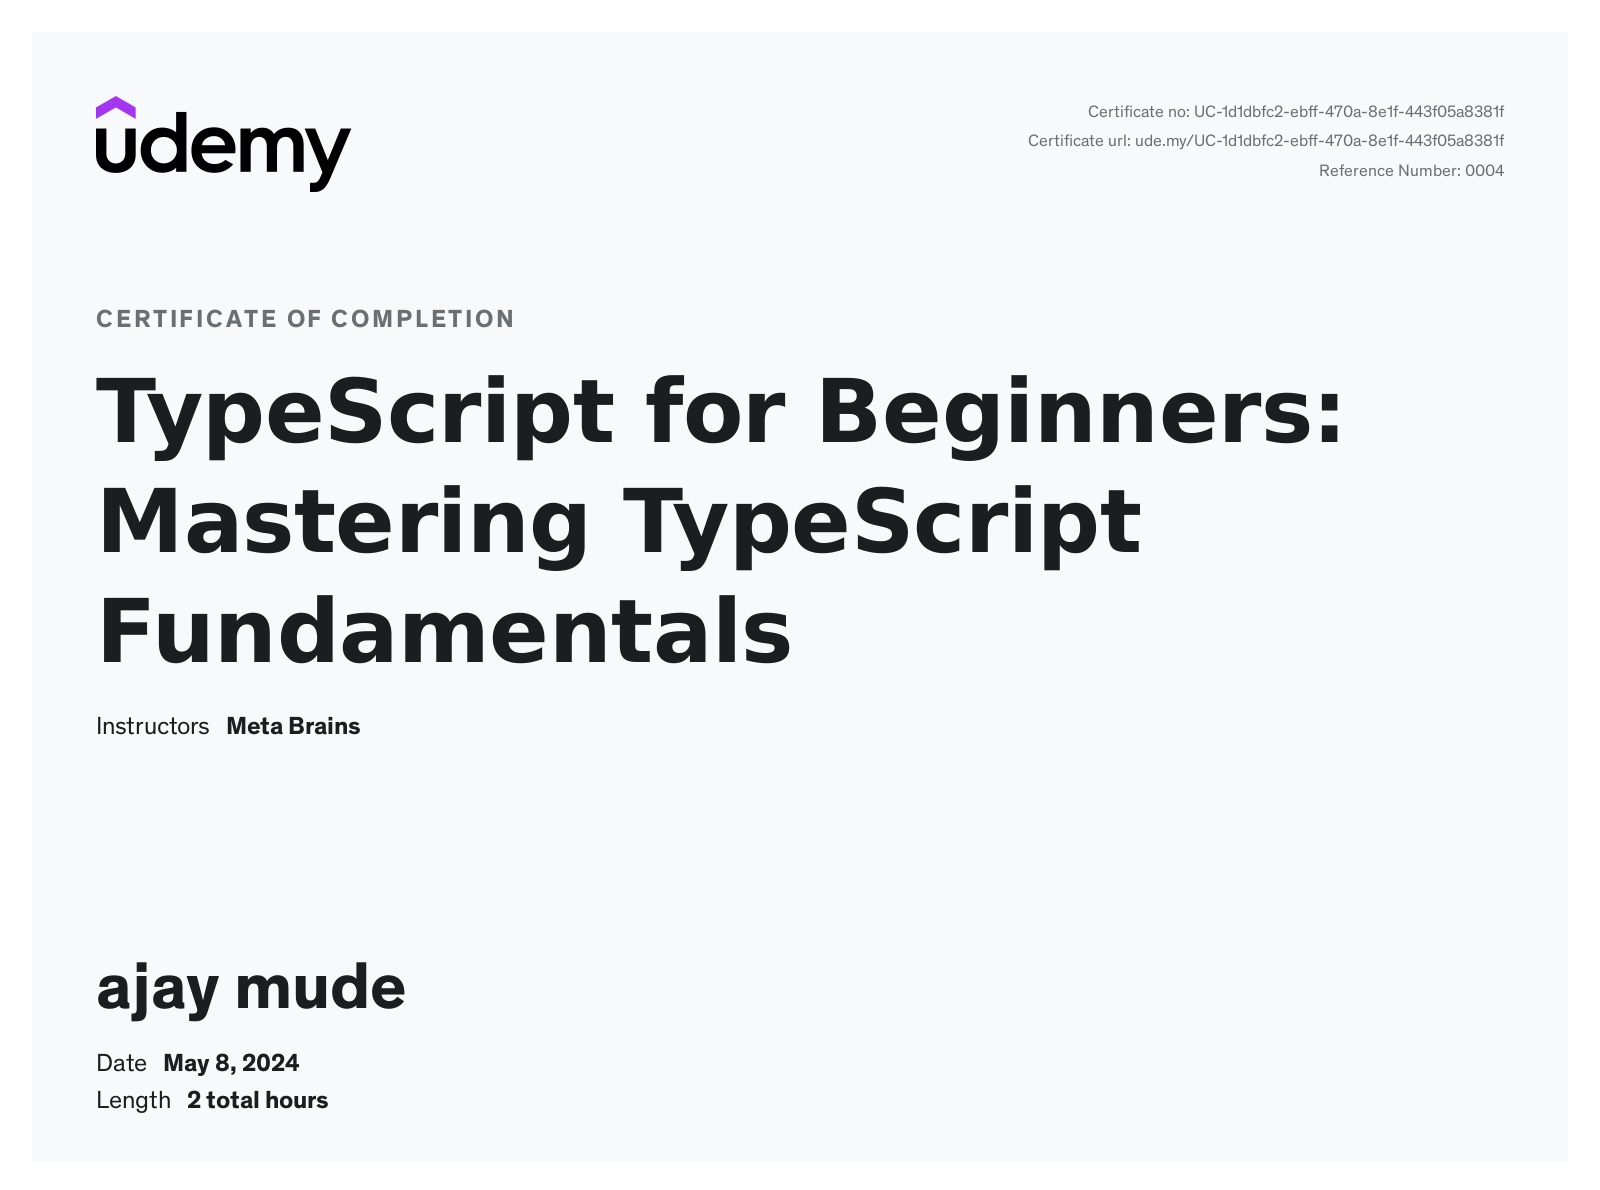 udemy
Certificate no: UC-1d1dbfc2-ebff-470a-8e1f-443f05a8381f
Certificate url: ude.my/UC-1d1dbfc2-ebff-470a-8e1f-443f05a8381f
Reference Number: 0004
CERTIFICATE OF COMPLETION
TypeScript for Beginners:
Mastering TypeScript
Fundamentals
Instructors Meta Brains
ajay mude
Date May 8, 2024
Length 2 total hours